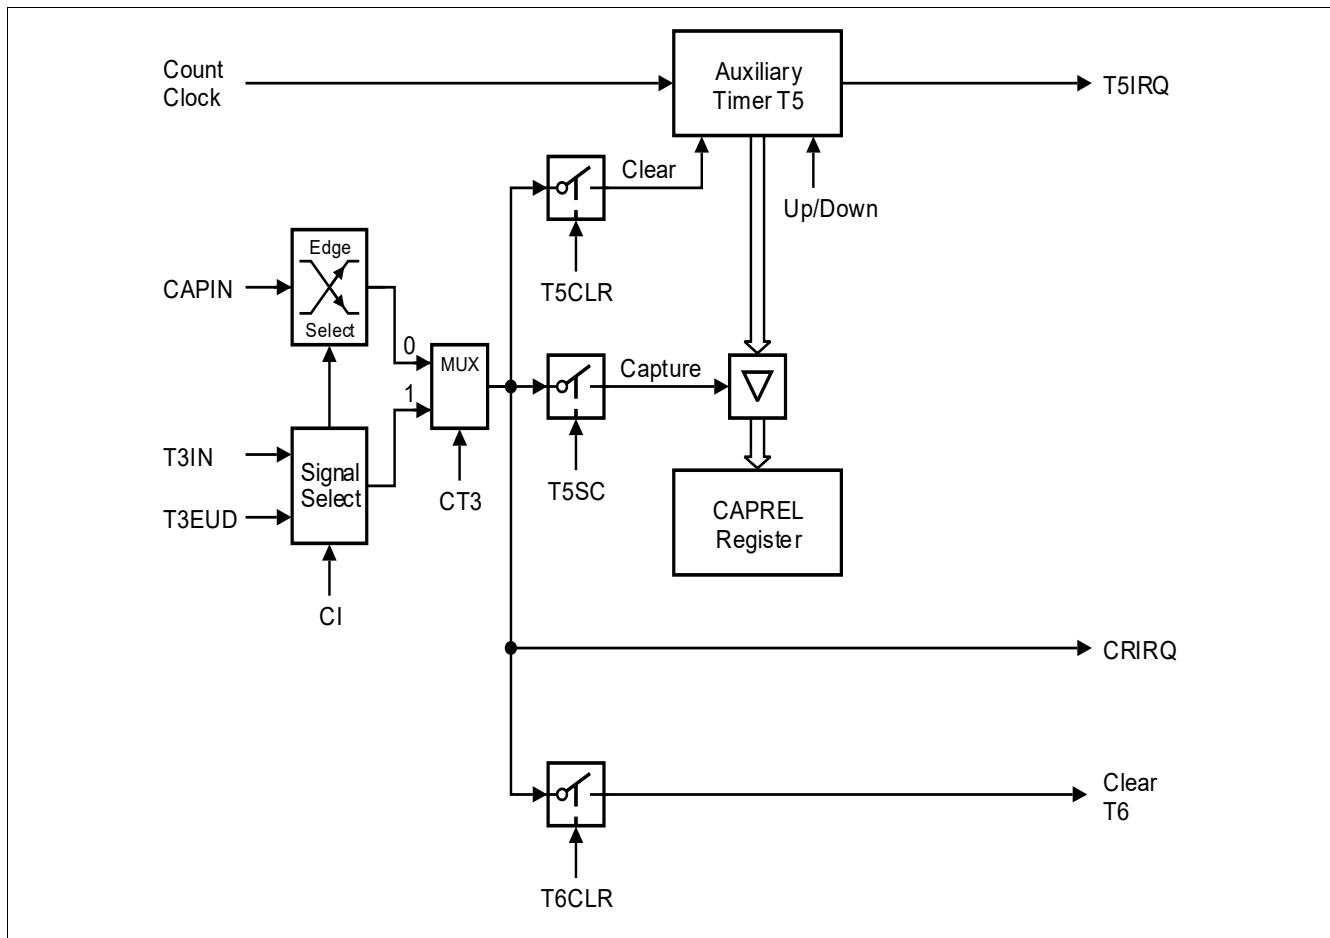 Count
Clock
Auxiliary
Timer T5
T5IRQ
Clear
Up/Down
T5CLR
Edge
Select
CAPIN
0
MUX
1
Capture
T3IN
T3EUD
Signal
Select
CT3
T5SC
CAPREL
Register
CI
CRIRQ
Clear
T6
T6CLR